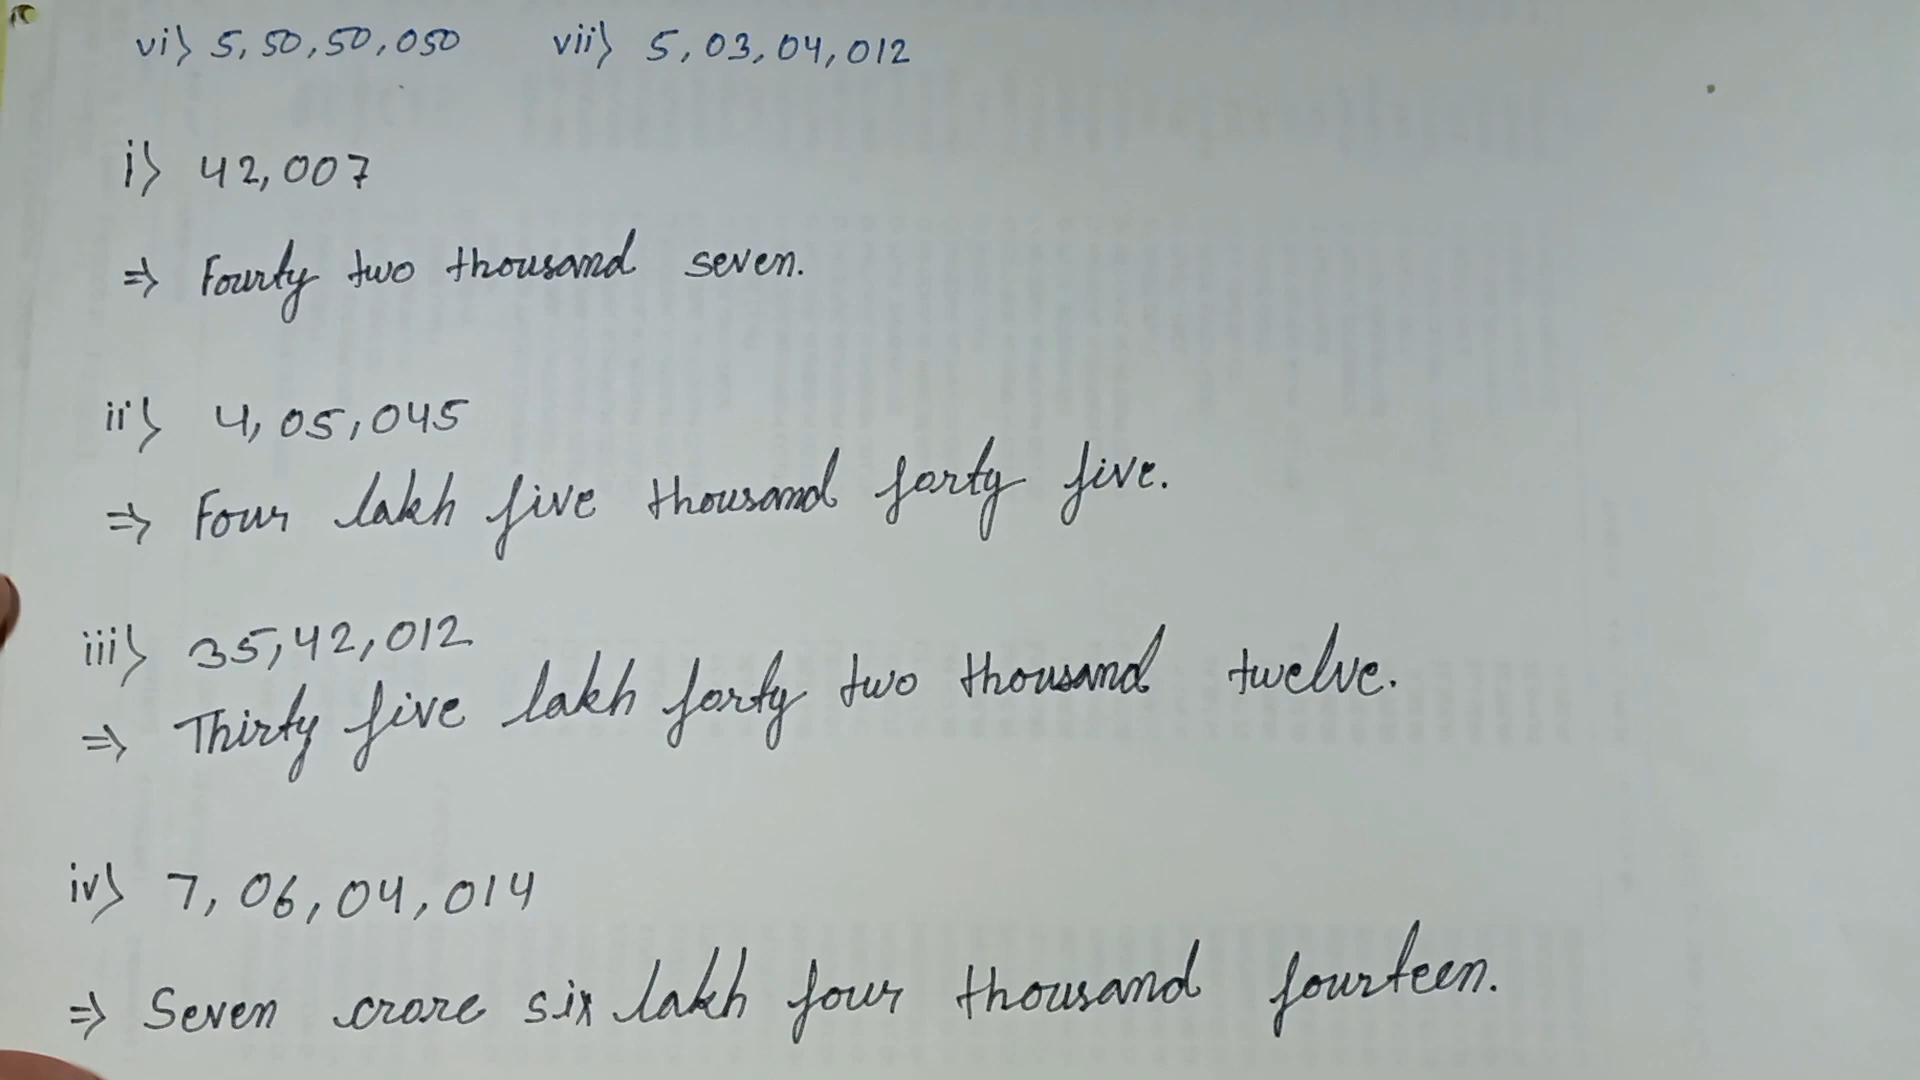 vi) 5,50,50,050 vii) 5,03,04,012
i) 42,007
⇒ Fourty two thousand seven.
ii) 4,05,045
⇒ Four lakh five thousand forty five.
iii) 35,42,012
⇒ Thirty five lakh forty two thousand twelve.
iv) 7,06,04,014
⇒ Seven crore six lakh four thousand fourteen.